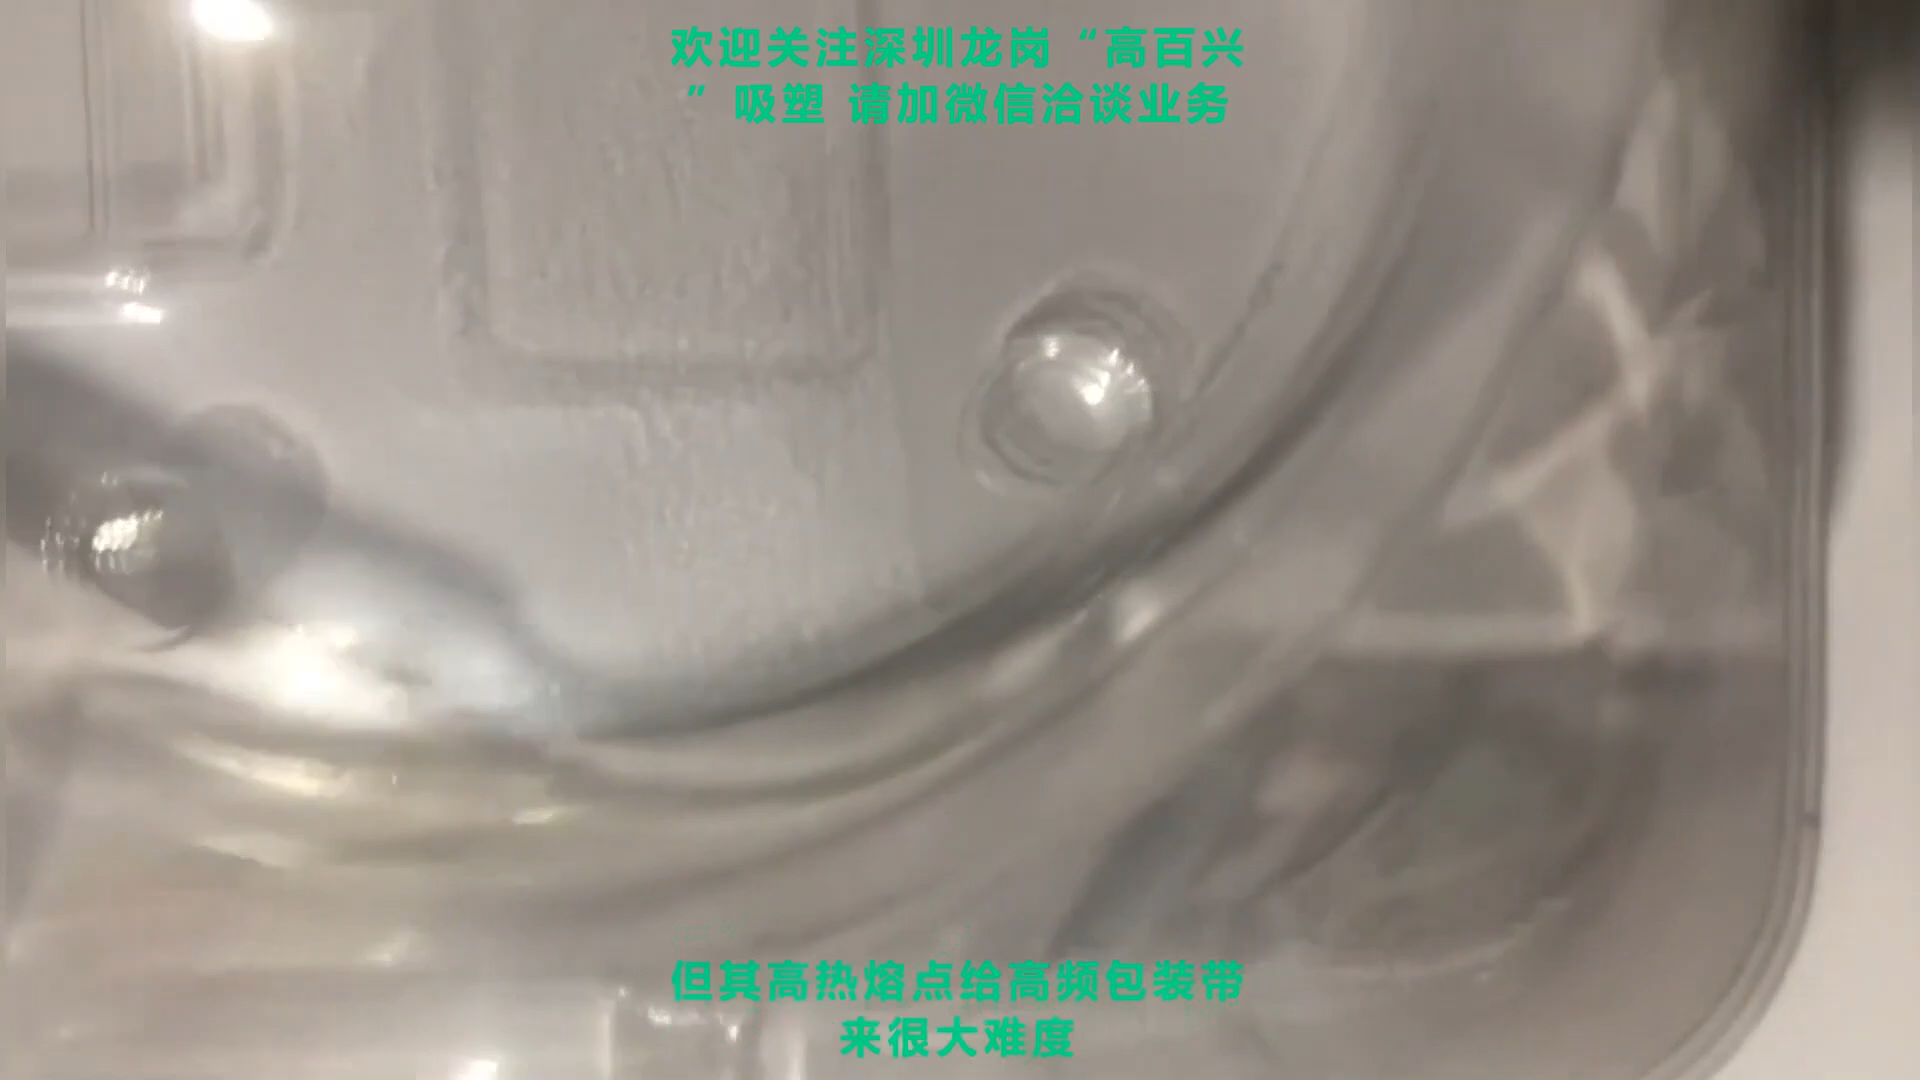 欢迎关注深圳龙岗“高百兴
”吸塑 请加微信洽谈业务
但其高热熔点给高频包装带
来很大难度